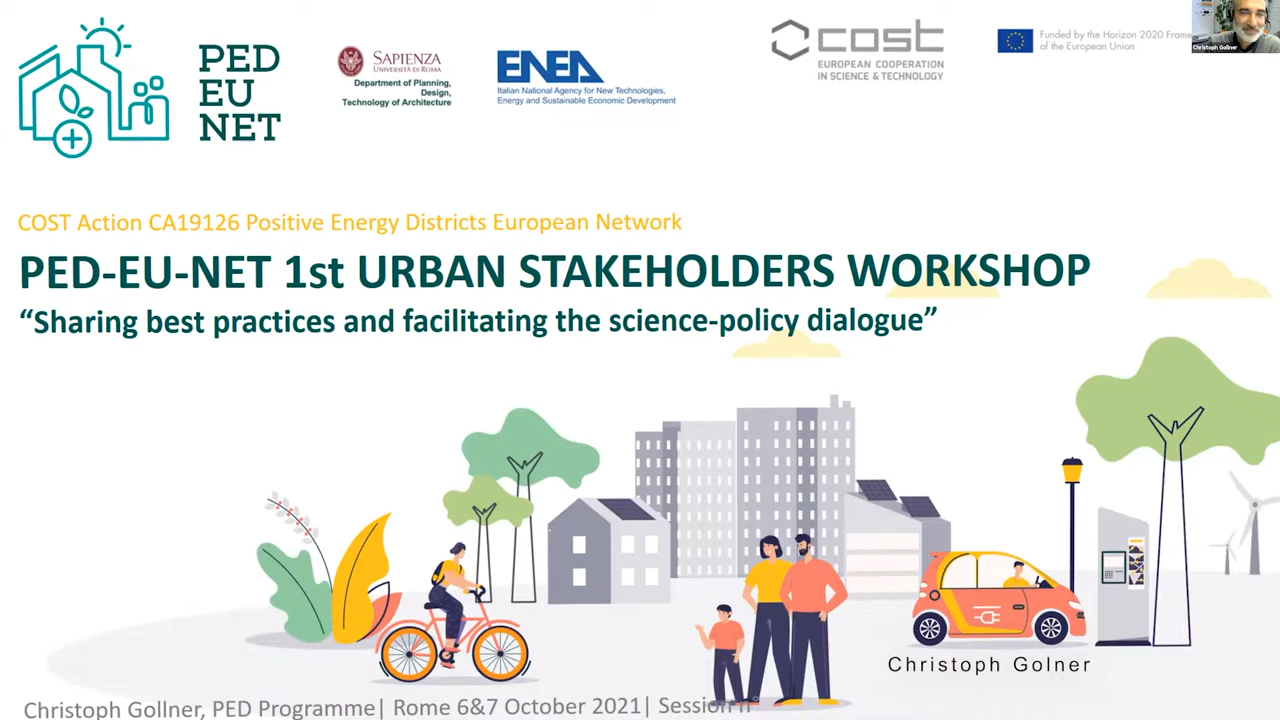 PED
EU
NET
SAPIENZA
UNIVERSITÀ DI ROMA
Department of Planning,
Design,
Technology of Architecture
ENEA
Italian National Agency for New Technologies,
Energy and Sustainable Economic Development
cost
EUROPEAN COOPERATION
IN SCIENCE & TECHNOLOGY
Funded by the Horizon 2020 Frame
of the European Union
Christoph Gollner
COST Action CA19126 Positive Energy Districts European Network
PED-EU-NET 1st URBAN STAKEHOLDERS WORKSHOP
“Sharing best practices and facilitating the science-policy dialogue”
Christoph Golner
Christoph Gollner, PED Programme| Rome 6&7 October 2021| Session n°